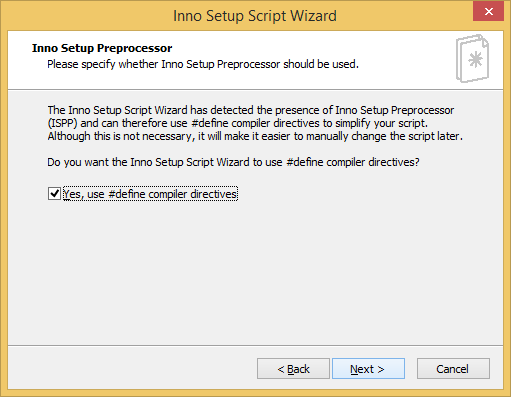 Inno Setup Script Wizard
Inno Setup Preprocessor
Please specify whether Inno Setup Preprocessor should be used.
The Inno Setup Script Wizard has detected the presence of Inno Setup Preprocessor
(ISPP) and can therefore use #define compiler directives to simplify your script.
Although this is not necessary, it will make it easier to manually change the script later.
Do you want the Inno Setup Script Wizard to use #define compiler directives?
Yes, use #define compiler directives
< Back
Next >
Cancel